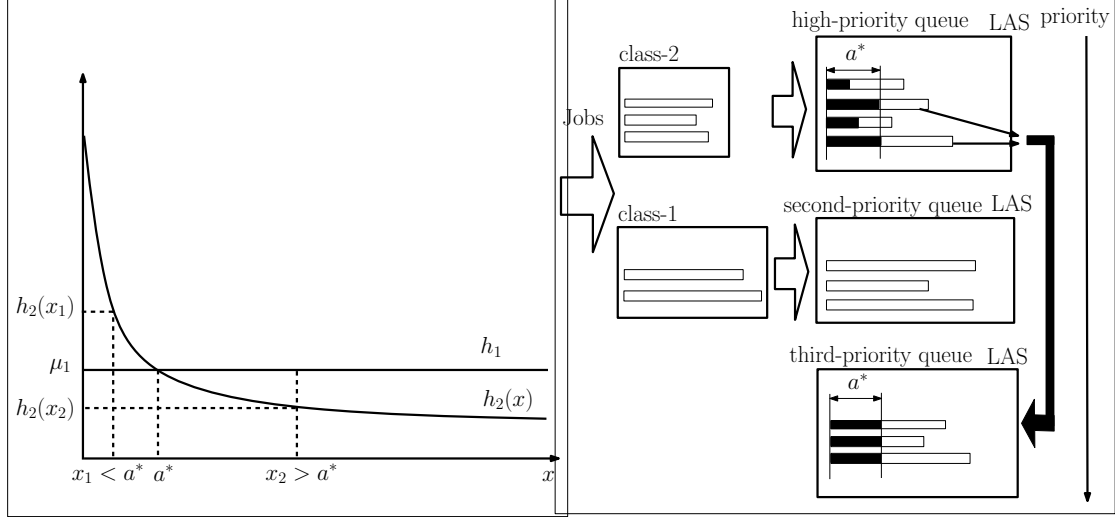 h₂(x₁)
μ₁
h₂(x₂)
h₁
h₂(x)
x₁ < a*
a*
x₂ > a*
x
Jobs
class-2
class-1
high-priority queue LAS
priority
a*
second-priority queue LAS
third-priority queue LAS
a*